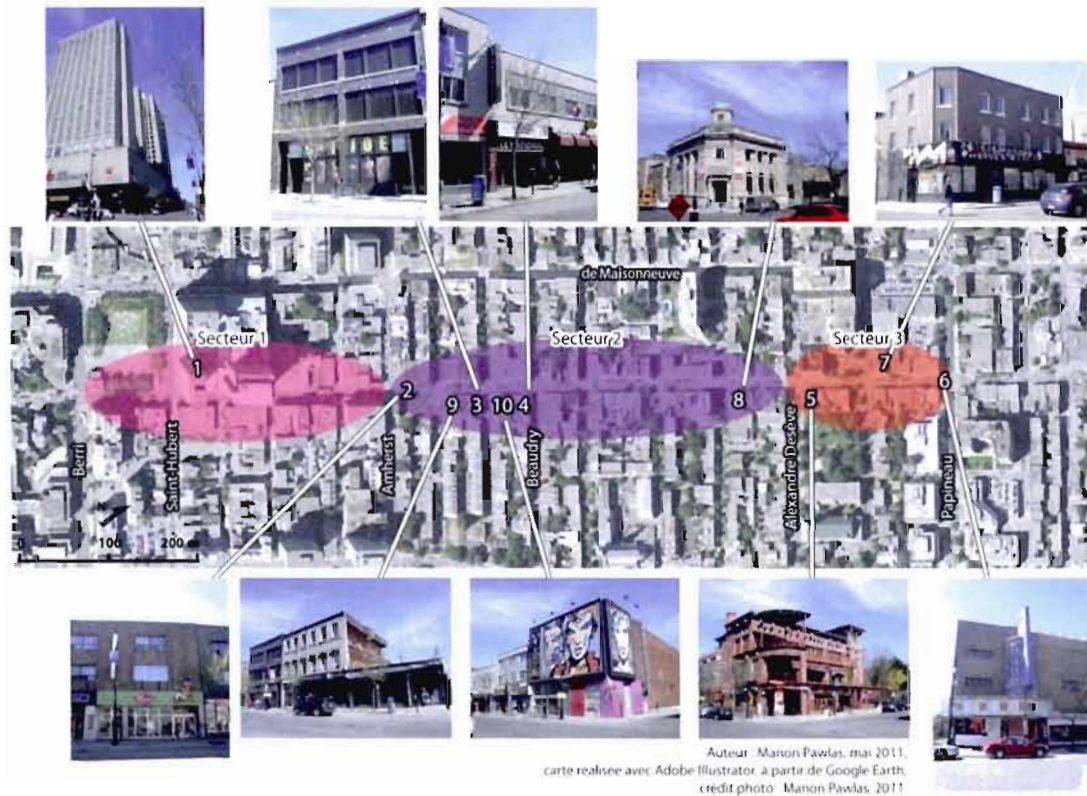 de Maisonneuve
Secteur 1
Secteur 2
Secteur 3
1
2
9
3
10
4
8
5
7
6
Berri
Saint-Hubert
Amherst
Beaudry
Alexandre Desève
Papineau
N
0 100 200 m
Auteur : Manon Pawlas, mai 2011,
carte réalisée avec Adobe Illustrator, à partir de Google Earth,
crédit photo : Manon Pawlas, 2011